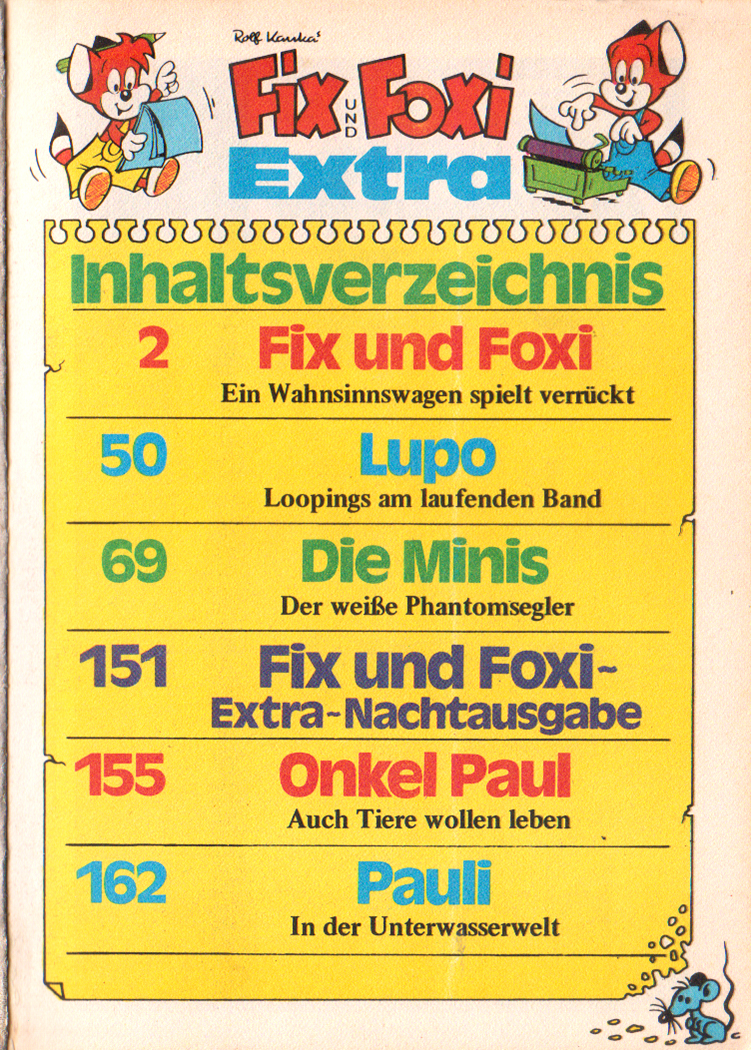 Rolf Kaukas
Fix UND Foxi
Extra
Inhaltsverzeichnis
2 Fix und Foxi
Ein Wahnsinnswagen spielt verrückt
50 Lupo
Loopings am laufenden Band
69 Die Minis
Der weiße Phantomsegler
151 Fix und Foxi-
Extra-Nachtausgabe
155 Onkel Paul
Auch Tiere wollen leben
162 Pauli
In der Unterwasserwelt